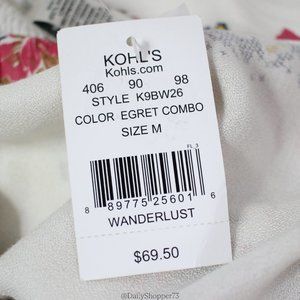 KOHL'S
Kohls.com
406 90 98
STYLE K9BW26
COLOR EGRET COMBO
SIZE M
FL 3
8 89775 25601 6
WANDERLUST
$69.50
@DailyShopper73